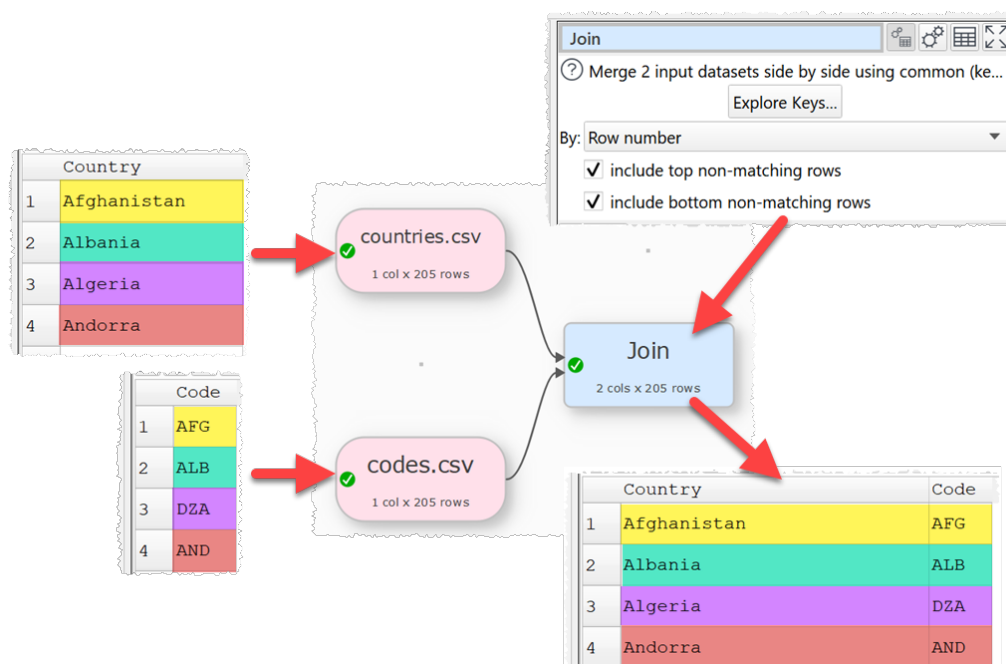 Join
Merge 2 input datasets side by side using common (ke...
Explore Keys...
By: Row number
include top non-matching rows
include bottom non-matching rows
Country
1 Afghanistan
2 Albania
3 Algeria
4 Andorra
countries.csv
1 col x 205 rows
Join
2 cols x 205 rows
Code
1 AFG
2 ALB
3 DZA
4 AND
codes.csv
1 col x 205 rows
Country Code
1 Afghanistan AFG
2 Albania ALB
3 Algeria DZA
4 Andorra AND